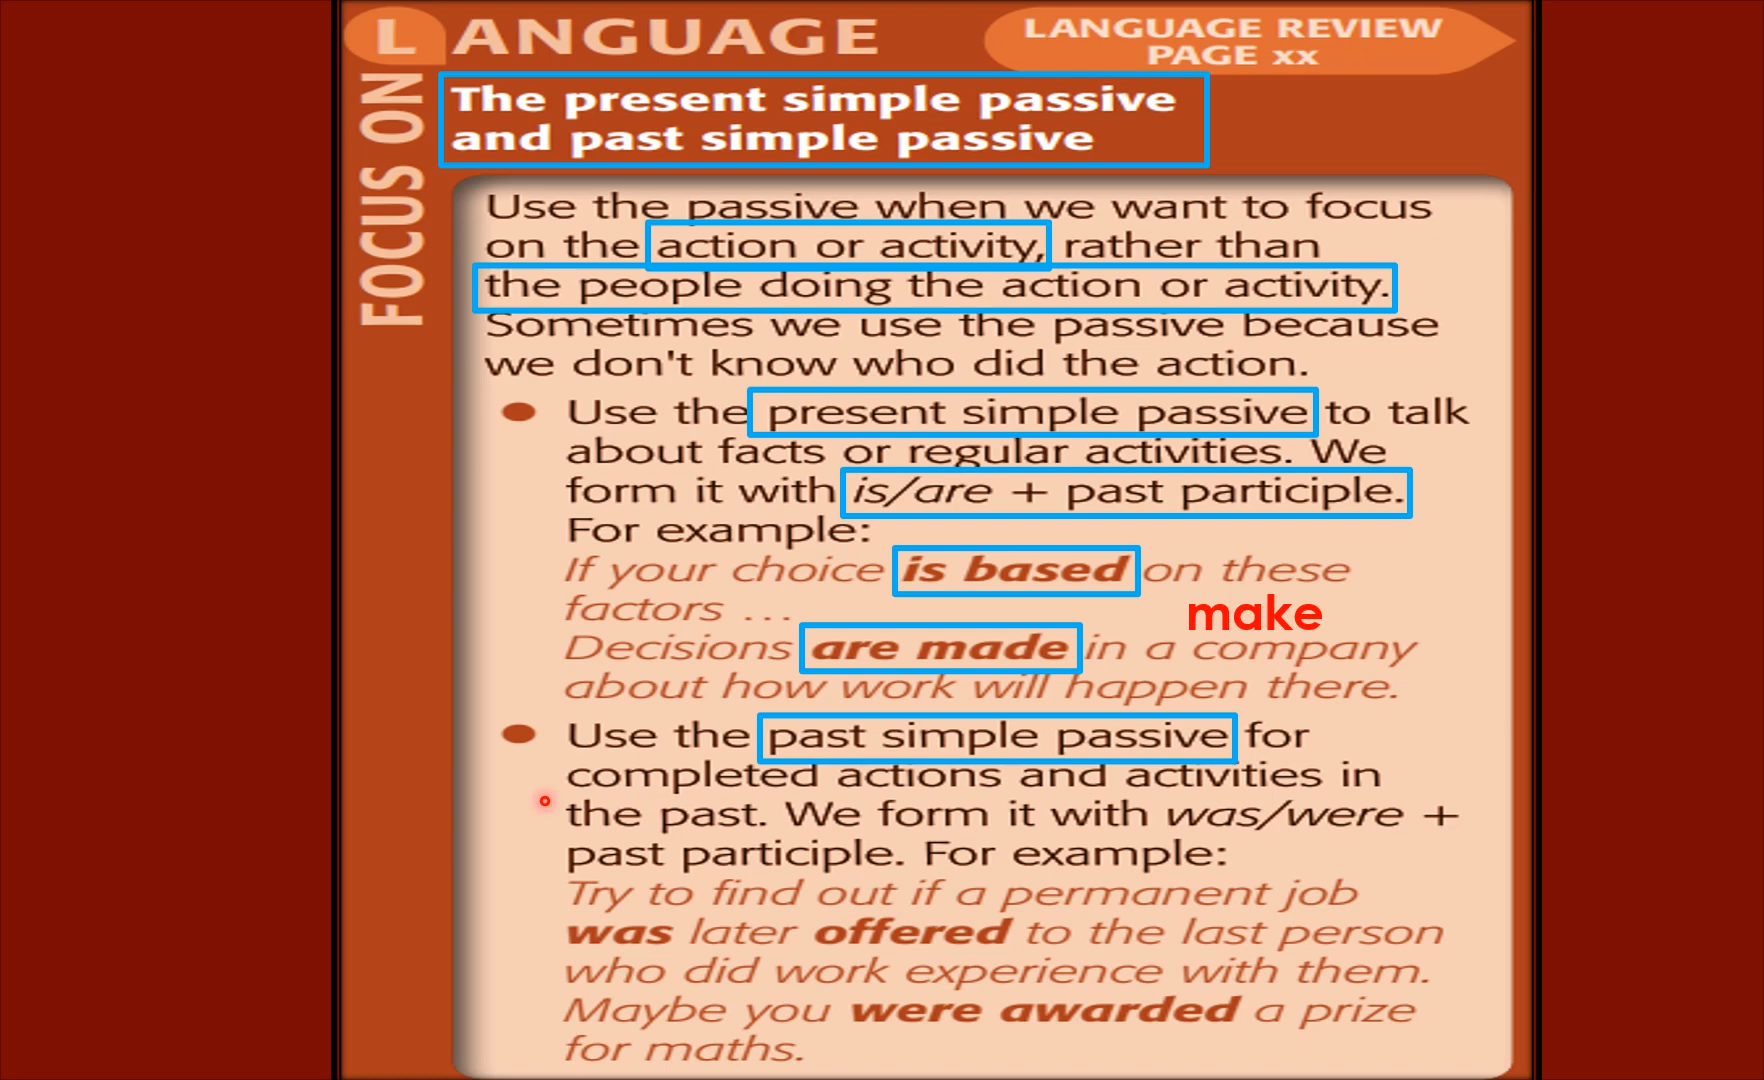 LANGUAGE
LANGUAGE REVIEW
PAGE xx
FOCUS ON
The present simple passive
and past simple passive
Use the passive when we want to focus
on the action or activity, rather than
the people doing the action or activity.
Sometimes we use the passive because
we don't know who did the action.
● Use the present simple passive to talk
about facts or regular activities. We
form it with is/are + past participle.
For example:
If your choice is based on these
factors ...
make
Decisions are made in a company
about how work will happen there.
● Use the past simple passive for
completed actions and activities in
the past. We form it with was/were +
past participle. For example:
Try to find out if a permanent job
was later offered to the last person
who did work experience with them.
Maybe you were awarded a prize
for maths.